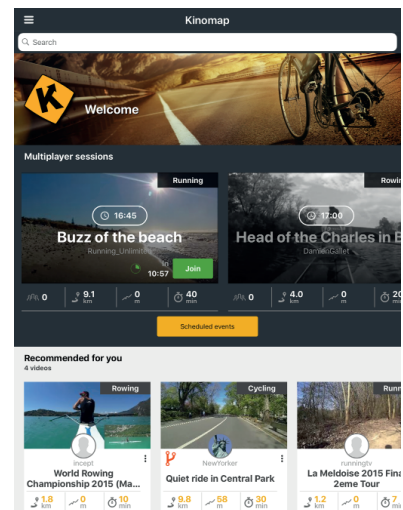 Kinomap
Search
Welcome
Multiplayer sessions
Running
16:45
Buzz of the beach
Running_Unlimited
in
10:57
Join
0
9.1
km
0
m
40
min
17:00
Head of the Charles in B
DamienGallet
0
4.0
km
0
m
20
Scheduled events
Recommended for you
4 videos
Rowing
incept
World Rowing
Championship 2015 (Ma...
1.8
km
0
m
10
min
Cycling
NewYorker
Quiet ride in Central Park
9.8
km
58
m
30
min
runningtv
La Meldoise 2015
2eme Tour
1.2
km
0
m
7
min